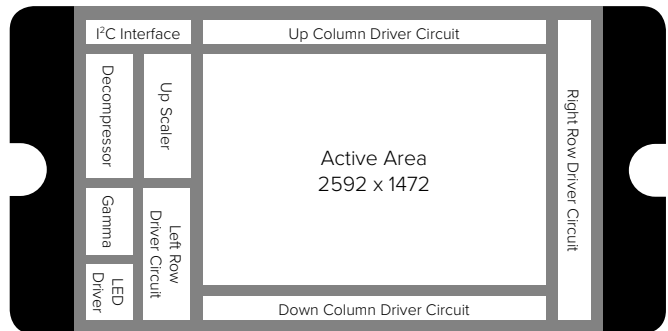 I²C Interface
Up Column Driver Circuit
Decompressor
Up Scaler
Active Area
2592 x 1472
Right Row Driver Circuit
Gamma
Left Row
Driver Circuit
LED
Driver
Down Column Driver Circuit